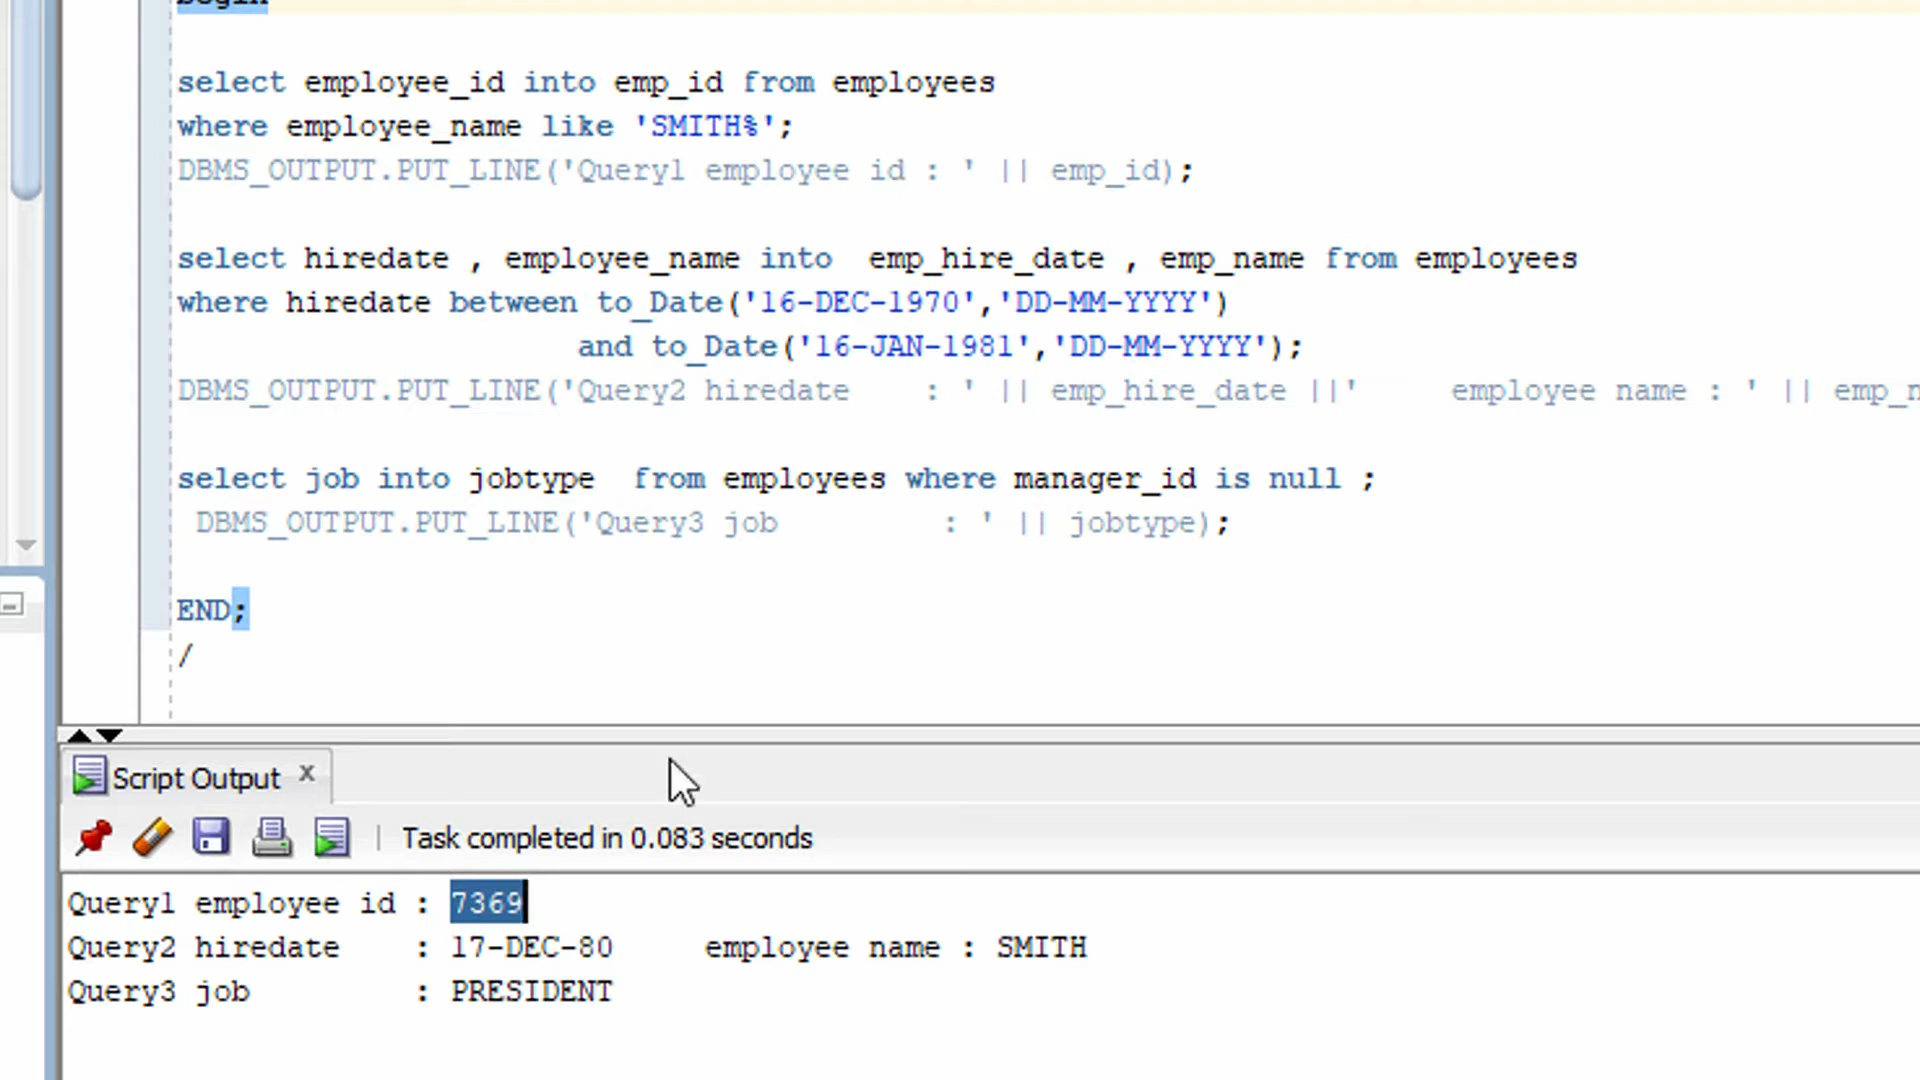 begin
select employee_id into emp_id from employees
where employee_name like 'SMITH%';
DBMS_OUTPUT.PUT_LINE('Query1 employee id : ' || emp_id);
select hiredate , employee_name into  emp_hire_date , emp_name from employees
where hiredate between to_Date('16-DEC-1970','DD-MM-YYYY')
and to_Date('16-JAN-1981','DD-MM-YYYY');
DBMS_OUTPUT.PUT_LINE('Query2 hiredate    : ' || emp_hire_date ||'     employee name : ' || emp_n
select job into jobtype  from employees where manager_id is null ;
DBMS_OUTPUT.PUT_LINE('Query3 job         : ' || jobtype);
END;
/
Script Output x
Task completed in 0.083 seconds
Query1 employee id : 7369
Query2 hiredate    : 17-DEC-80     employee name : SMITH
Query3 job         : PRESIDENT